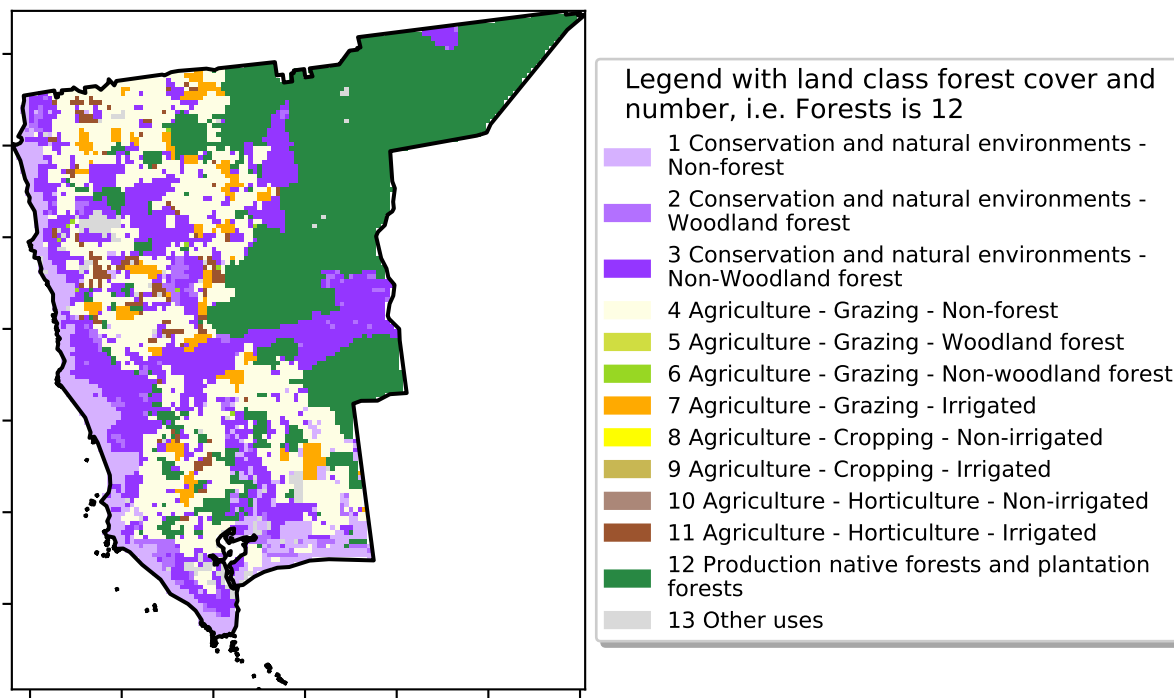 Legend with land class forest cover and
number, i.e. Forests is 12
1 Conservation and natural environments -
Non-forest
2 Conservation and natural environments -
Woodland forest
3 Conservation and natural environments -
Non-Woodland forest
4 Agriculture - Grazing - Non-forest
5 Agriculture - Grazing - Woodland forest
6 Agriculture - Grazing - Non-woodland forest
7 Agriculture - Grazing - Irrigated
8 Agriculture - Cropping - Non-irrigated
9 Agriculture - Cropping - Irrigated
10 Agriculture - Horticulture - Non-irrigated
11 Agriculture - Horticulture - Irrigated
12 Production native forests and plantation
forests
13 Other uses